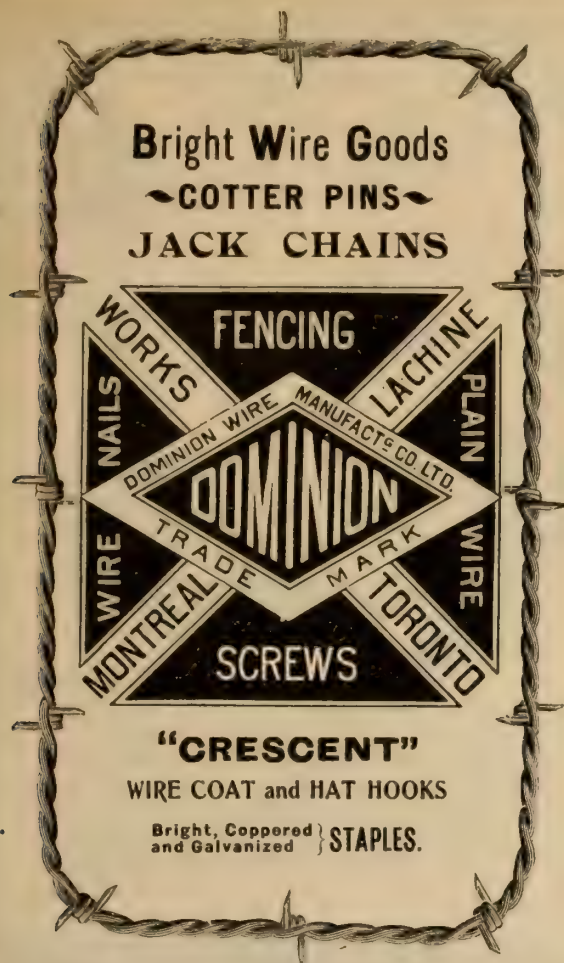 Bright Wire Goods
COTTER PINS
JACK CHAINS
WORKS
FENCING
LACHINE
WIRE NAILS
DOMINION WIRE MANUFACTG CO. LTD.
DOMINION
TRADE MARK
PLAIN WIRE
MONTREAL
SCREWS
TORONTO
"CRESCENT"
WIRE COAT and HAT HOOKS
Bright, Coppered
and Galvanized } STAPLES.